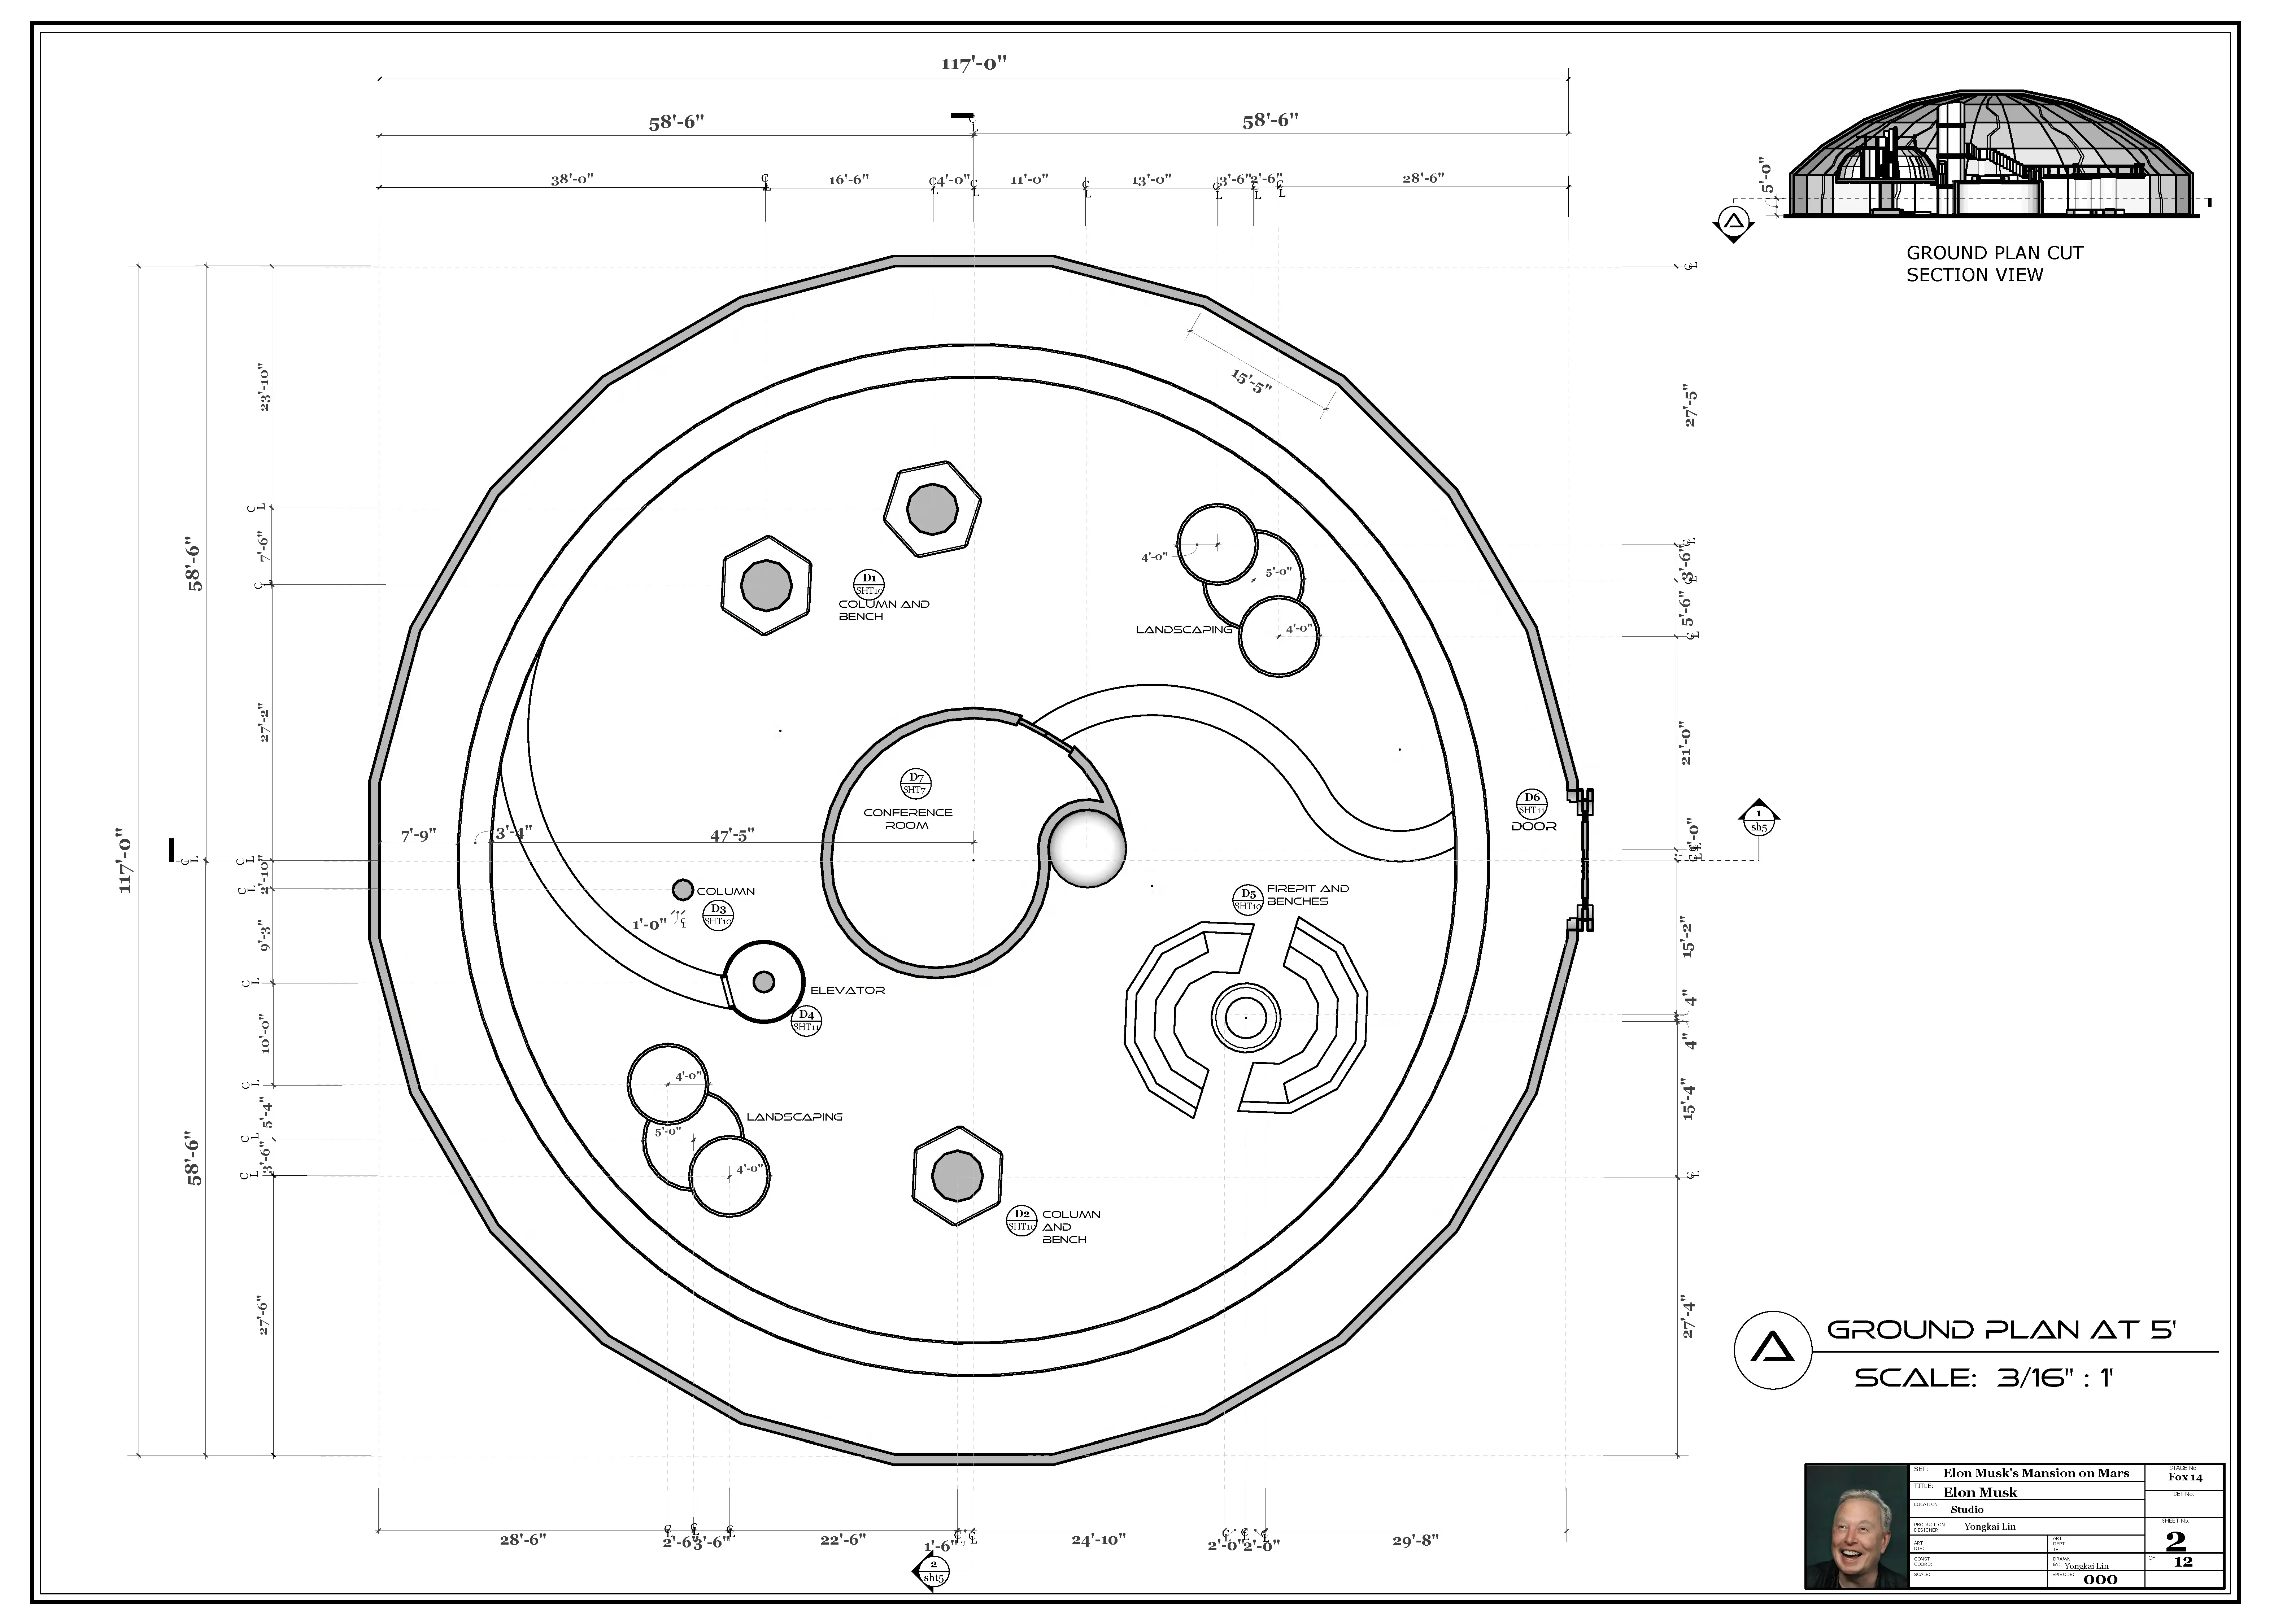 117'-0"
58'-6"
58'-6"
38'-0"
16'-6"
4'-0"
11'-0"
13'-0"
3'-6"
2'-6"
28'-6"
5'-0"
GROUND PLAN CUT
SECTION VIEW
117'-0"
58'-6"
58'-6"
23'-10"
7'-6"
27'-2"
2'-10"
9'-3"
10'-0"
5'-4"
3'-6"
27'-6"
15'-5"
D1
SHT10
COLUMN AND
BENCH
4'-0"
5'-0"
4'-0"
LANDSCAPING
D7
SHT7
CONFERENCE
ROOM
D6
SHT11
DOOR
7'-9"
3'-4"
47'-5"
COLUMN
D3
SHT10
1'-0"
D5
SHT10
FIREPIT AND
BENCHES
ELEVATOR
D4
SHT11
4'-0"
LANDSCAPING
5'-0"
4'-0"
D2
SHT10
COLUMN
AND
BENCH
27'-5"
3'-6"
5'-6"
21'-0"
1
sh5
15'-2"
4"
4"
15'-4"
27'-4"
28'-6"
2'-6"
3'-6"
22'-6"
1'-6"
24'-10"
2'-0"
2'-0"
29'-8"
2
sht5
GROUND PLAN AT 5'
SCALE: 3/16" : 1'
SET: Elon Musk's Mansion on Mars
TITLE: Elon Musk
LOCATION: Studio
PRODUCTION
DESIGNER: Yongkai Lin
ART
DIR:
ART
DEPT
TEL:
CONST
COORD:
DRAWN
BY: Yongkai Lin
SCALE:
EPISODE: 000
STAGE No.
Fox 14
SET No.
SHEET No.
2
OF 12